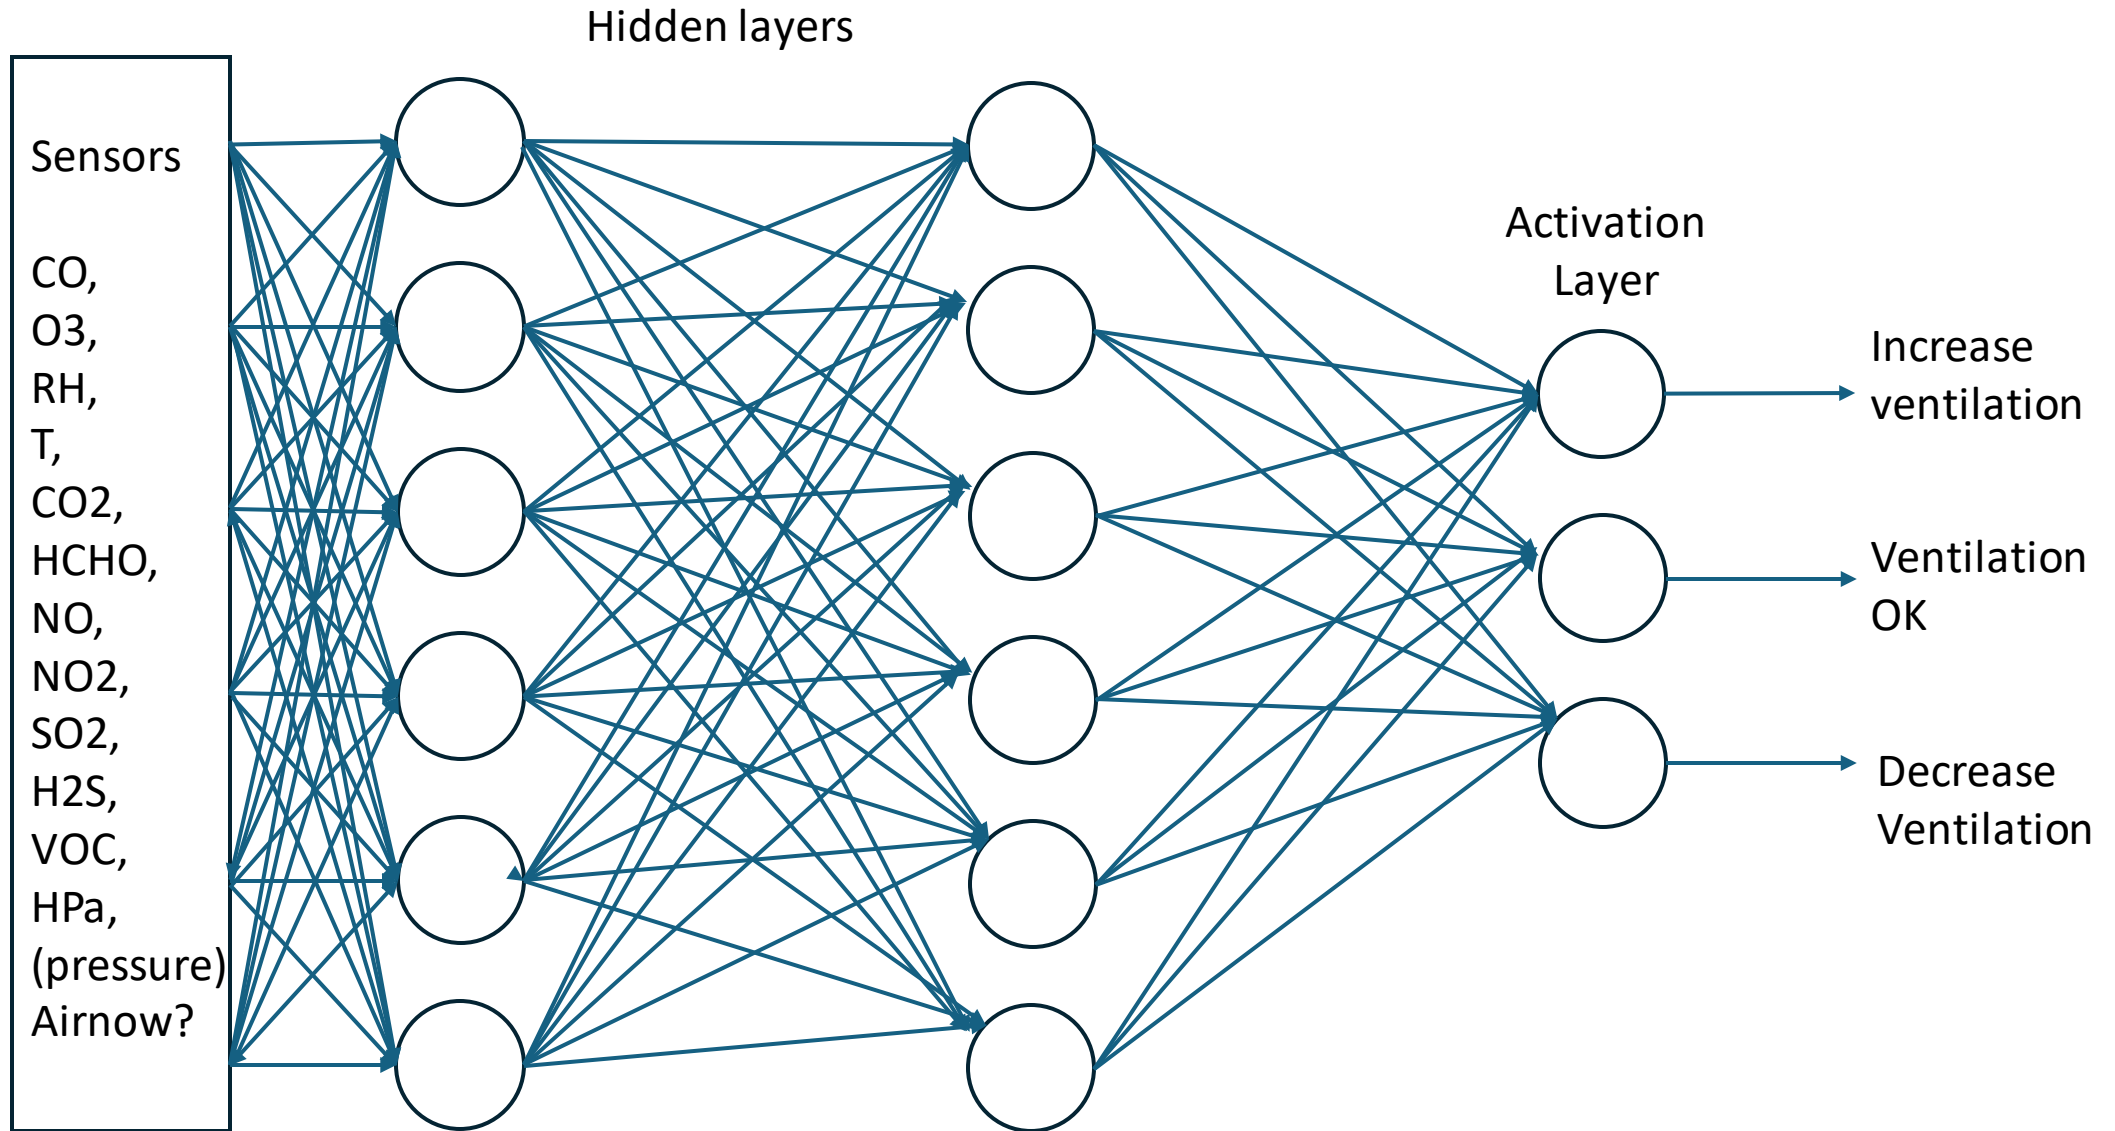 Hidden layers
Sensors
CO,
O3,
RH,
T,
CO2,
HCHO,
NO,
NO2,
SO2,
H2S,
VOC,
HPa,
(pressure)
Airnow?
Activation
Layer
Increase
ventilation
Ventilation
OK
Decrease
Ventilation